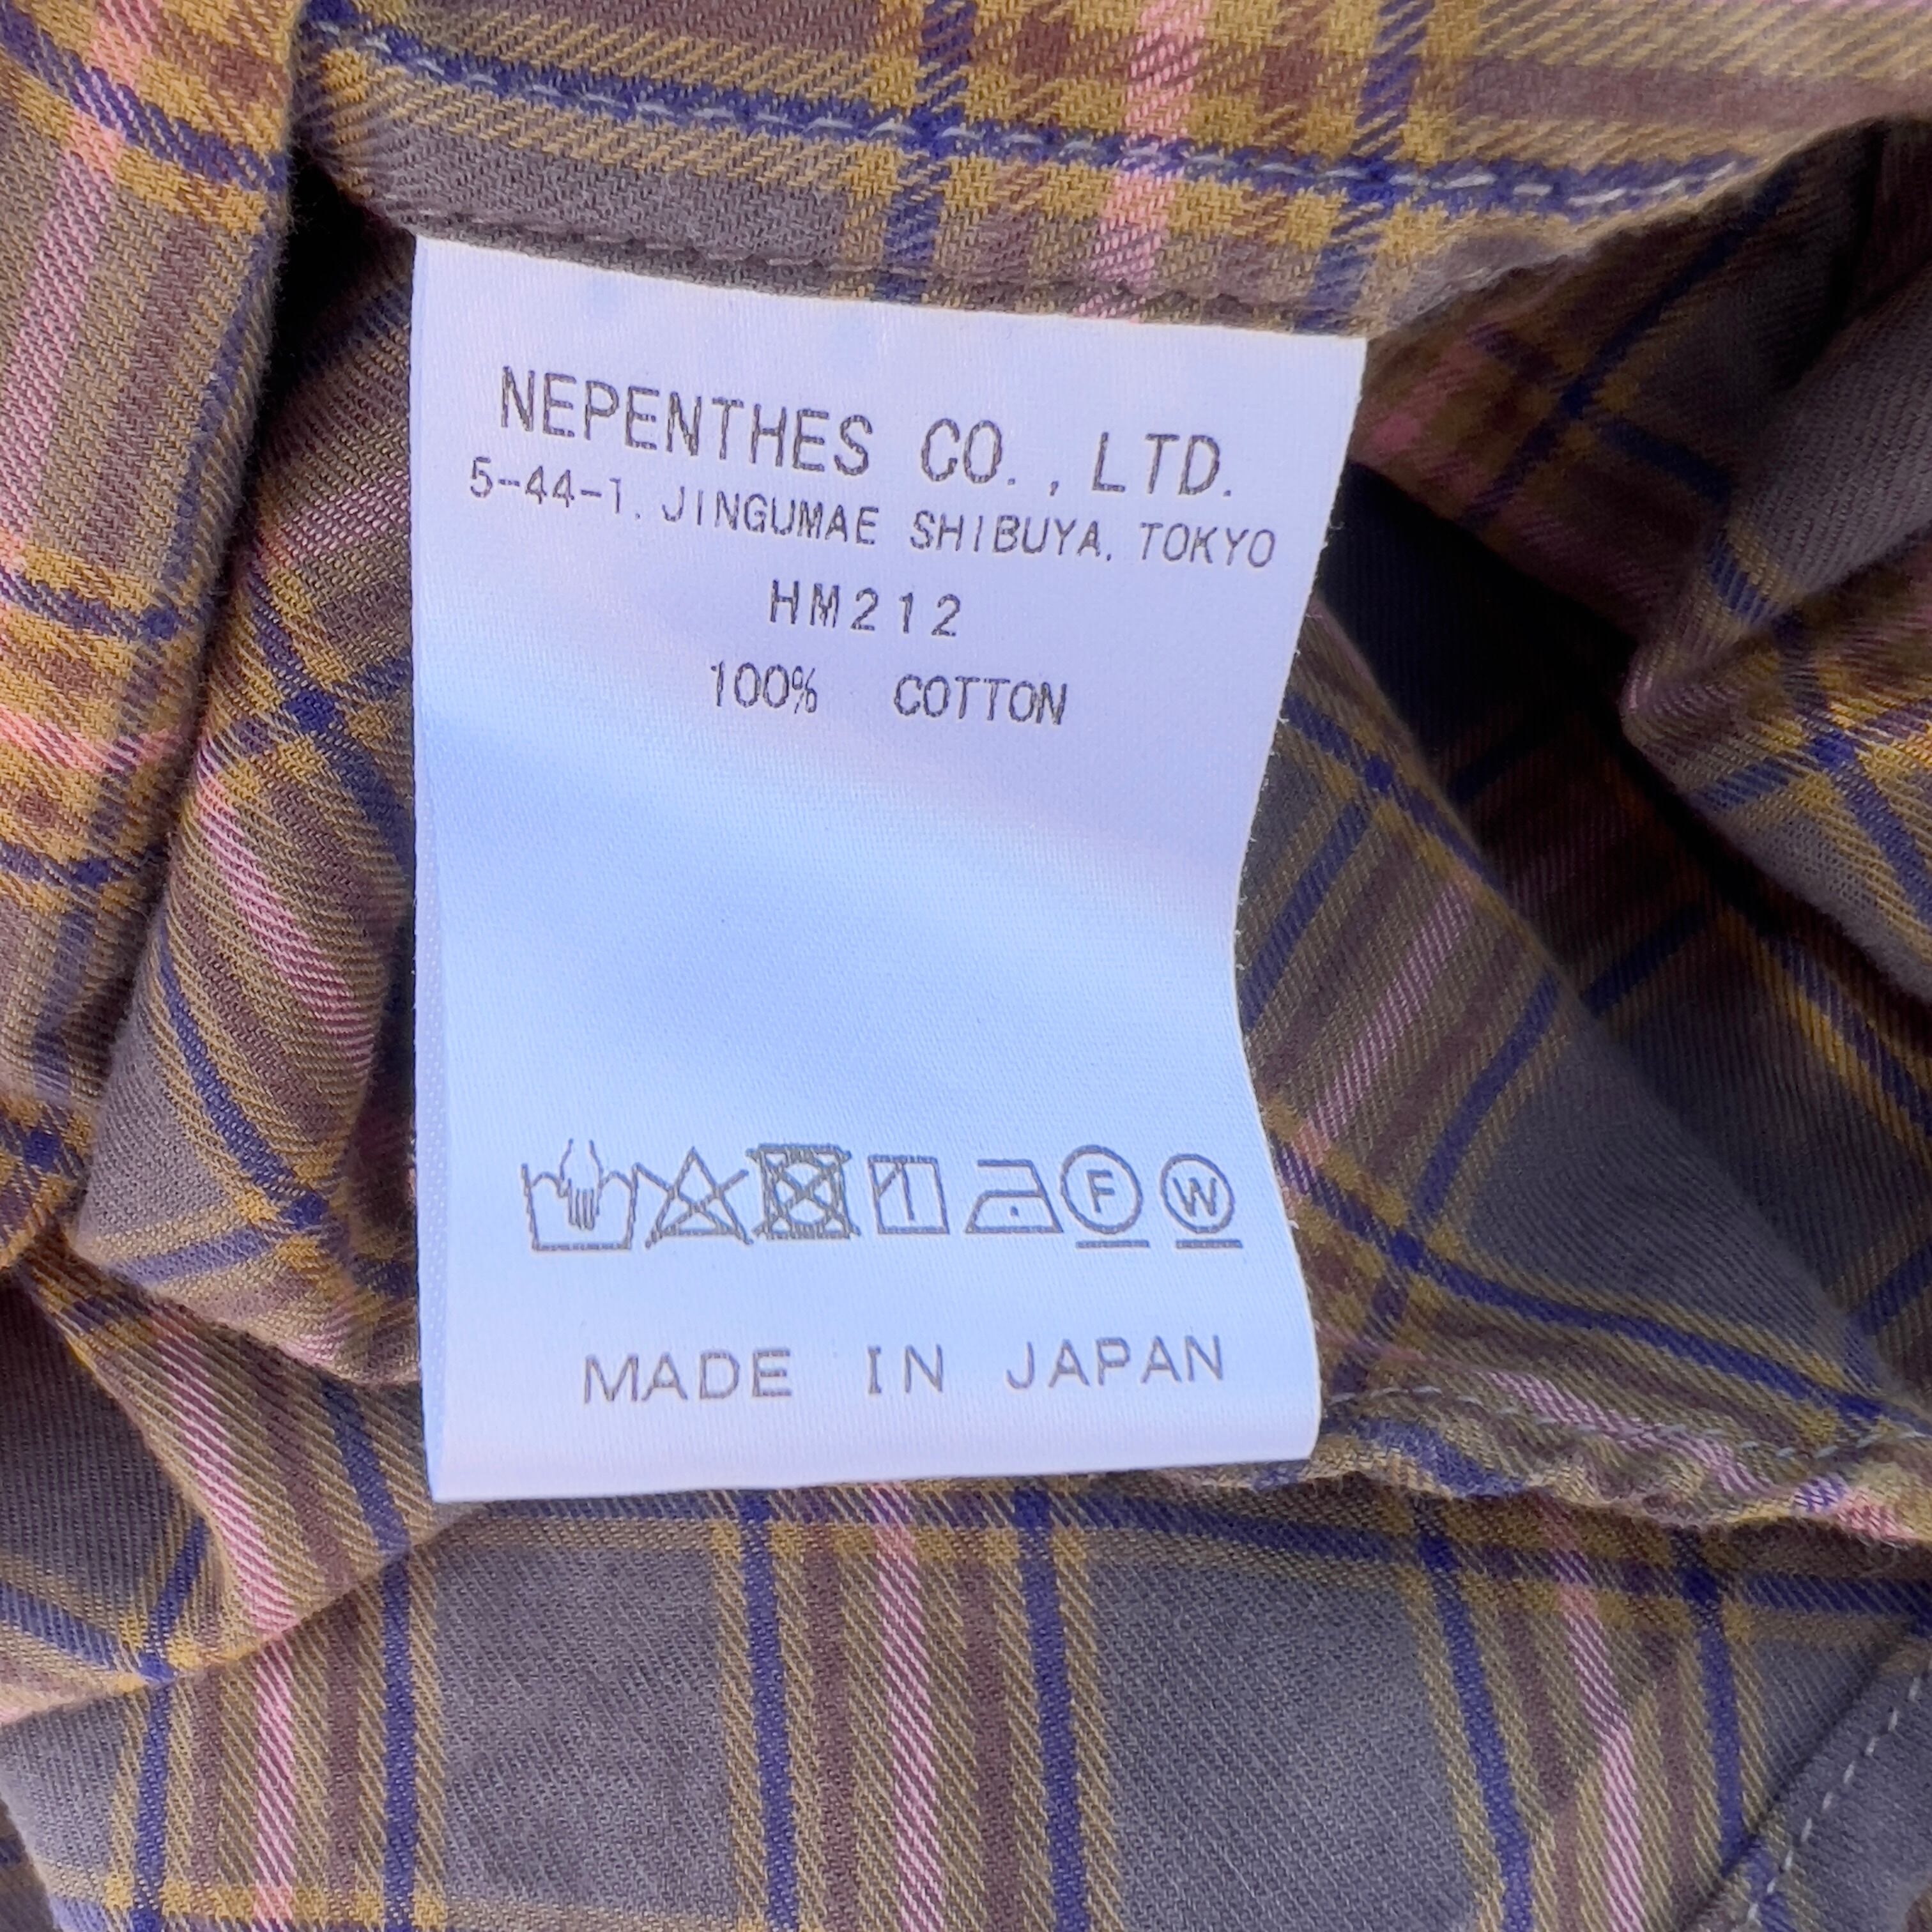 NEPENTHES CO., LTD.
5-44-1. JINGUMAE SHIBUYA. TOKYO
HM212
100% COTTON
F W
MADE IN JAPAN